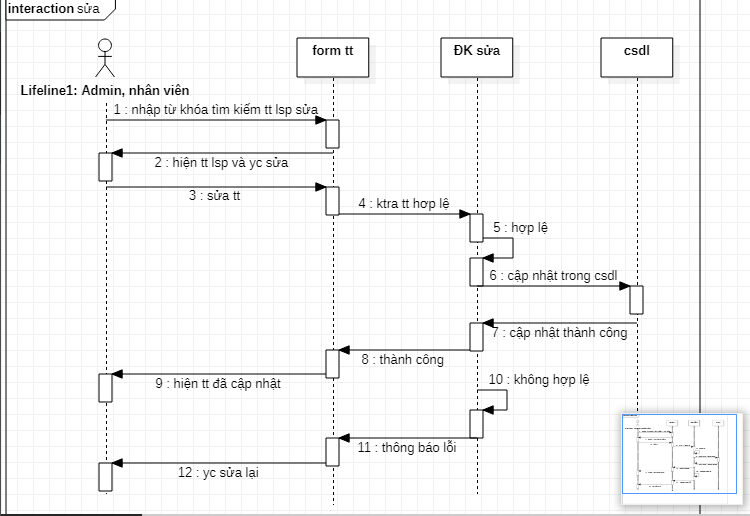 interaction sửa
form tt
ĐK sửa
csdl
Lifeline1: Admin, nhân viên
1 : nhập từ khóa tìm kiếm tt lsp sửa
2 : hiện tt lsp và yc sửa
3 : sửa tt
4 : ktra tt hợp lệ
5 : hợp lệ
6 : cập nhật trong csdl
7 : cập nhật thành công
8 : thành công
9 : hiện tt đã cập nhật
10 : không hợp lệ
11 : thông báo lỗi
12 : yc sửa lại